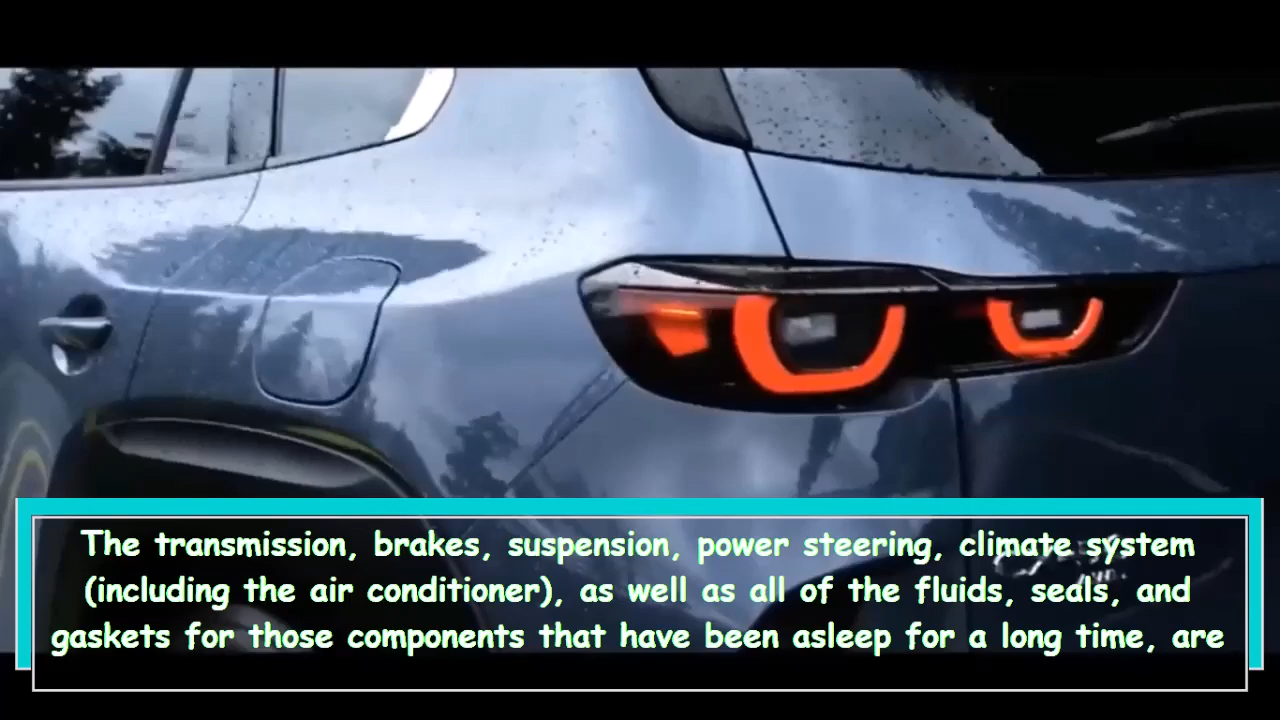 The transmission, brakes, suspension, power steering, climate system
(including the air conditioner), as well as all of the fluids, seals, and
gaskets for those components that have been asleep for a long time, are